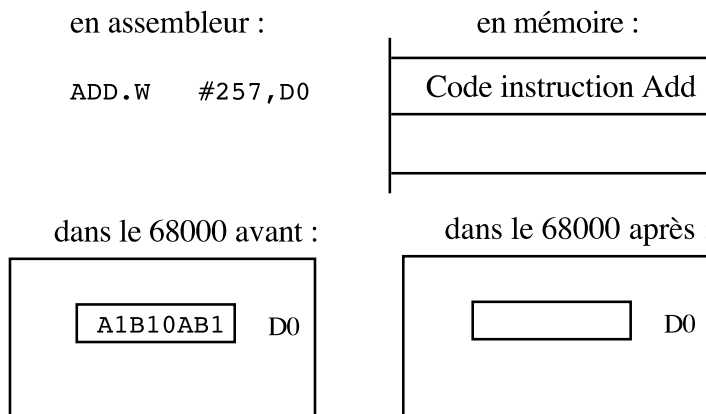 en assembleur :
en mémoire :
ADD.W #257,D0
Code instruction Add
dans le 68000 avant :
dans le 68000 après
A1B10AB1 D0
D0